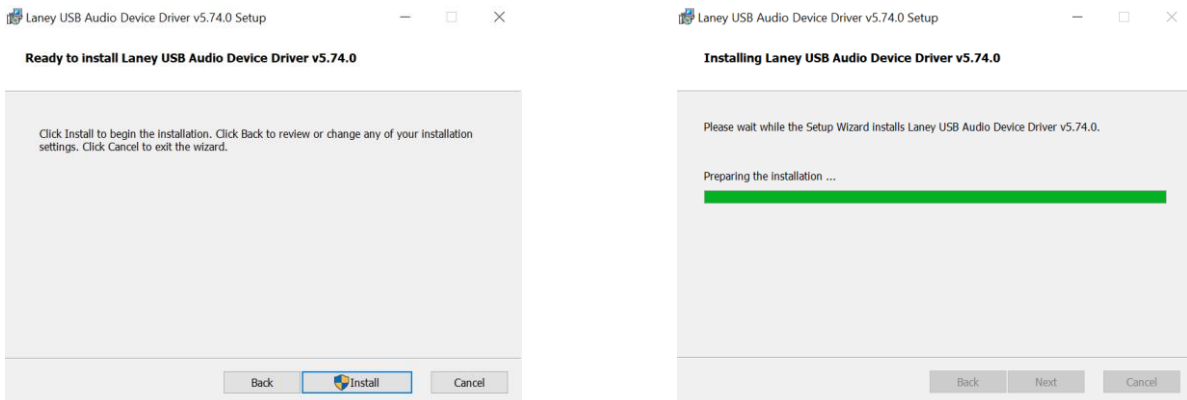 Laney USB Audio Device Driver v5.74.0 Setup
Ready to install Laney USB Audio Device Driver v5.74.0
Click Install to begin the installation. Click Back to review or change any of your installation
settings. Click Cancel to exit the wizard.
Back
Install
Cancel
Laney USB Audio Device Driver v5.74.0 Setup
Installing Laney USB Audio Device Driver v5.74.0
Please wait while the Setup Wizard installs Laney USB Audio Device Driver v5.74.0.
Preparing the installation ...
Back
Next
Cancel